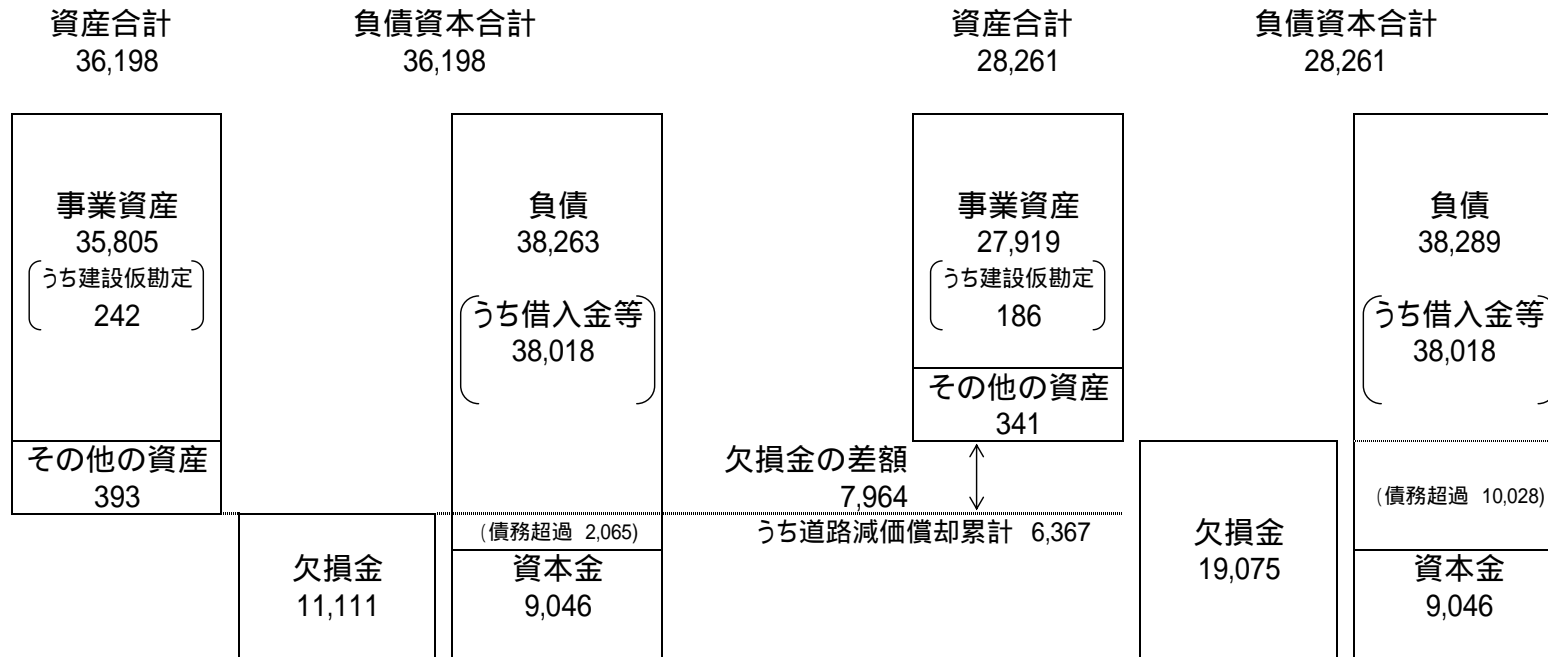 資産合計
36,198
負債資本合計
36,198
事業資産
35,805
うち建設仮勘定
242
その他の資産
393
欠損金
11,111
負債
38,263
うち借入金等
38,018
(債務超過 2,065)
資本金
9,046
欠損金の差額
7,964
うち道路減価償却累計 6,367
資産合計
28,261
負債資本合計
28,261
事業資産
27,919
うち建設仮勘定
186
その他の資産
341
欠損金
19,075
負債
38,289
うち借入金等
38,018
(債務超過 10,028)
資本金
9,046